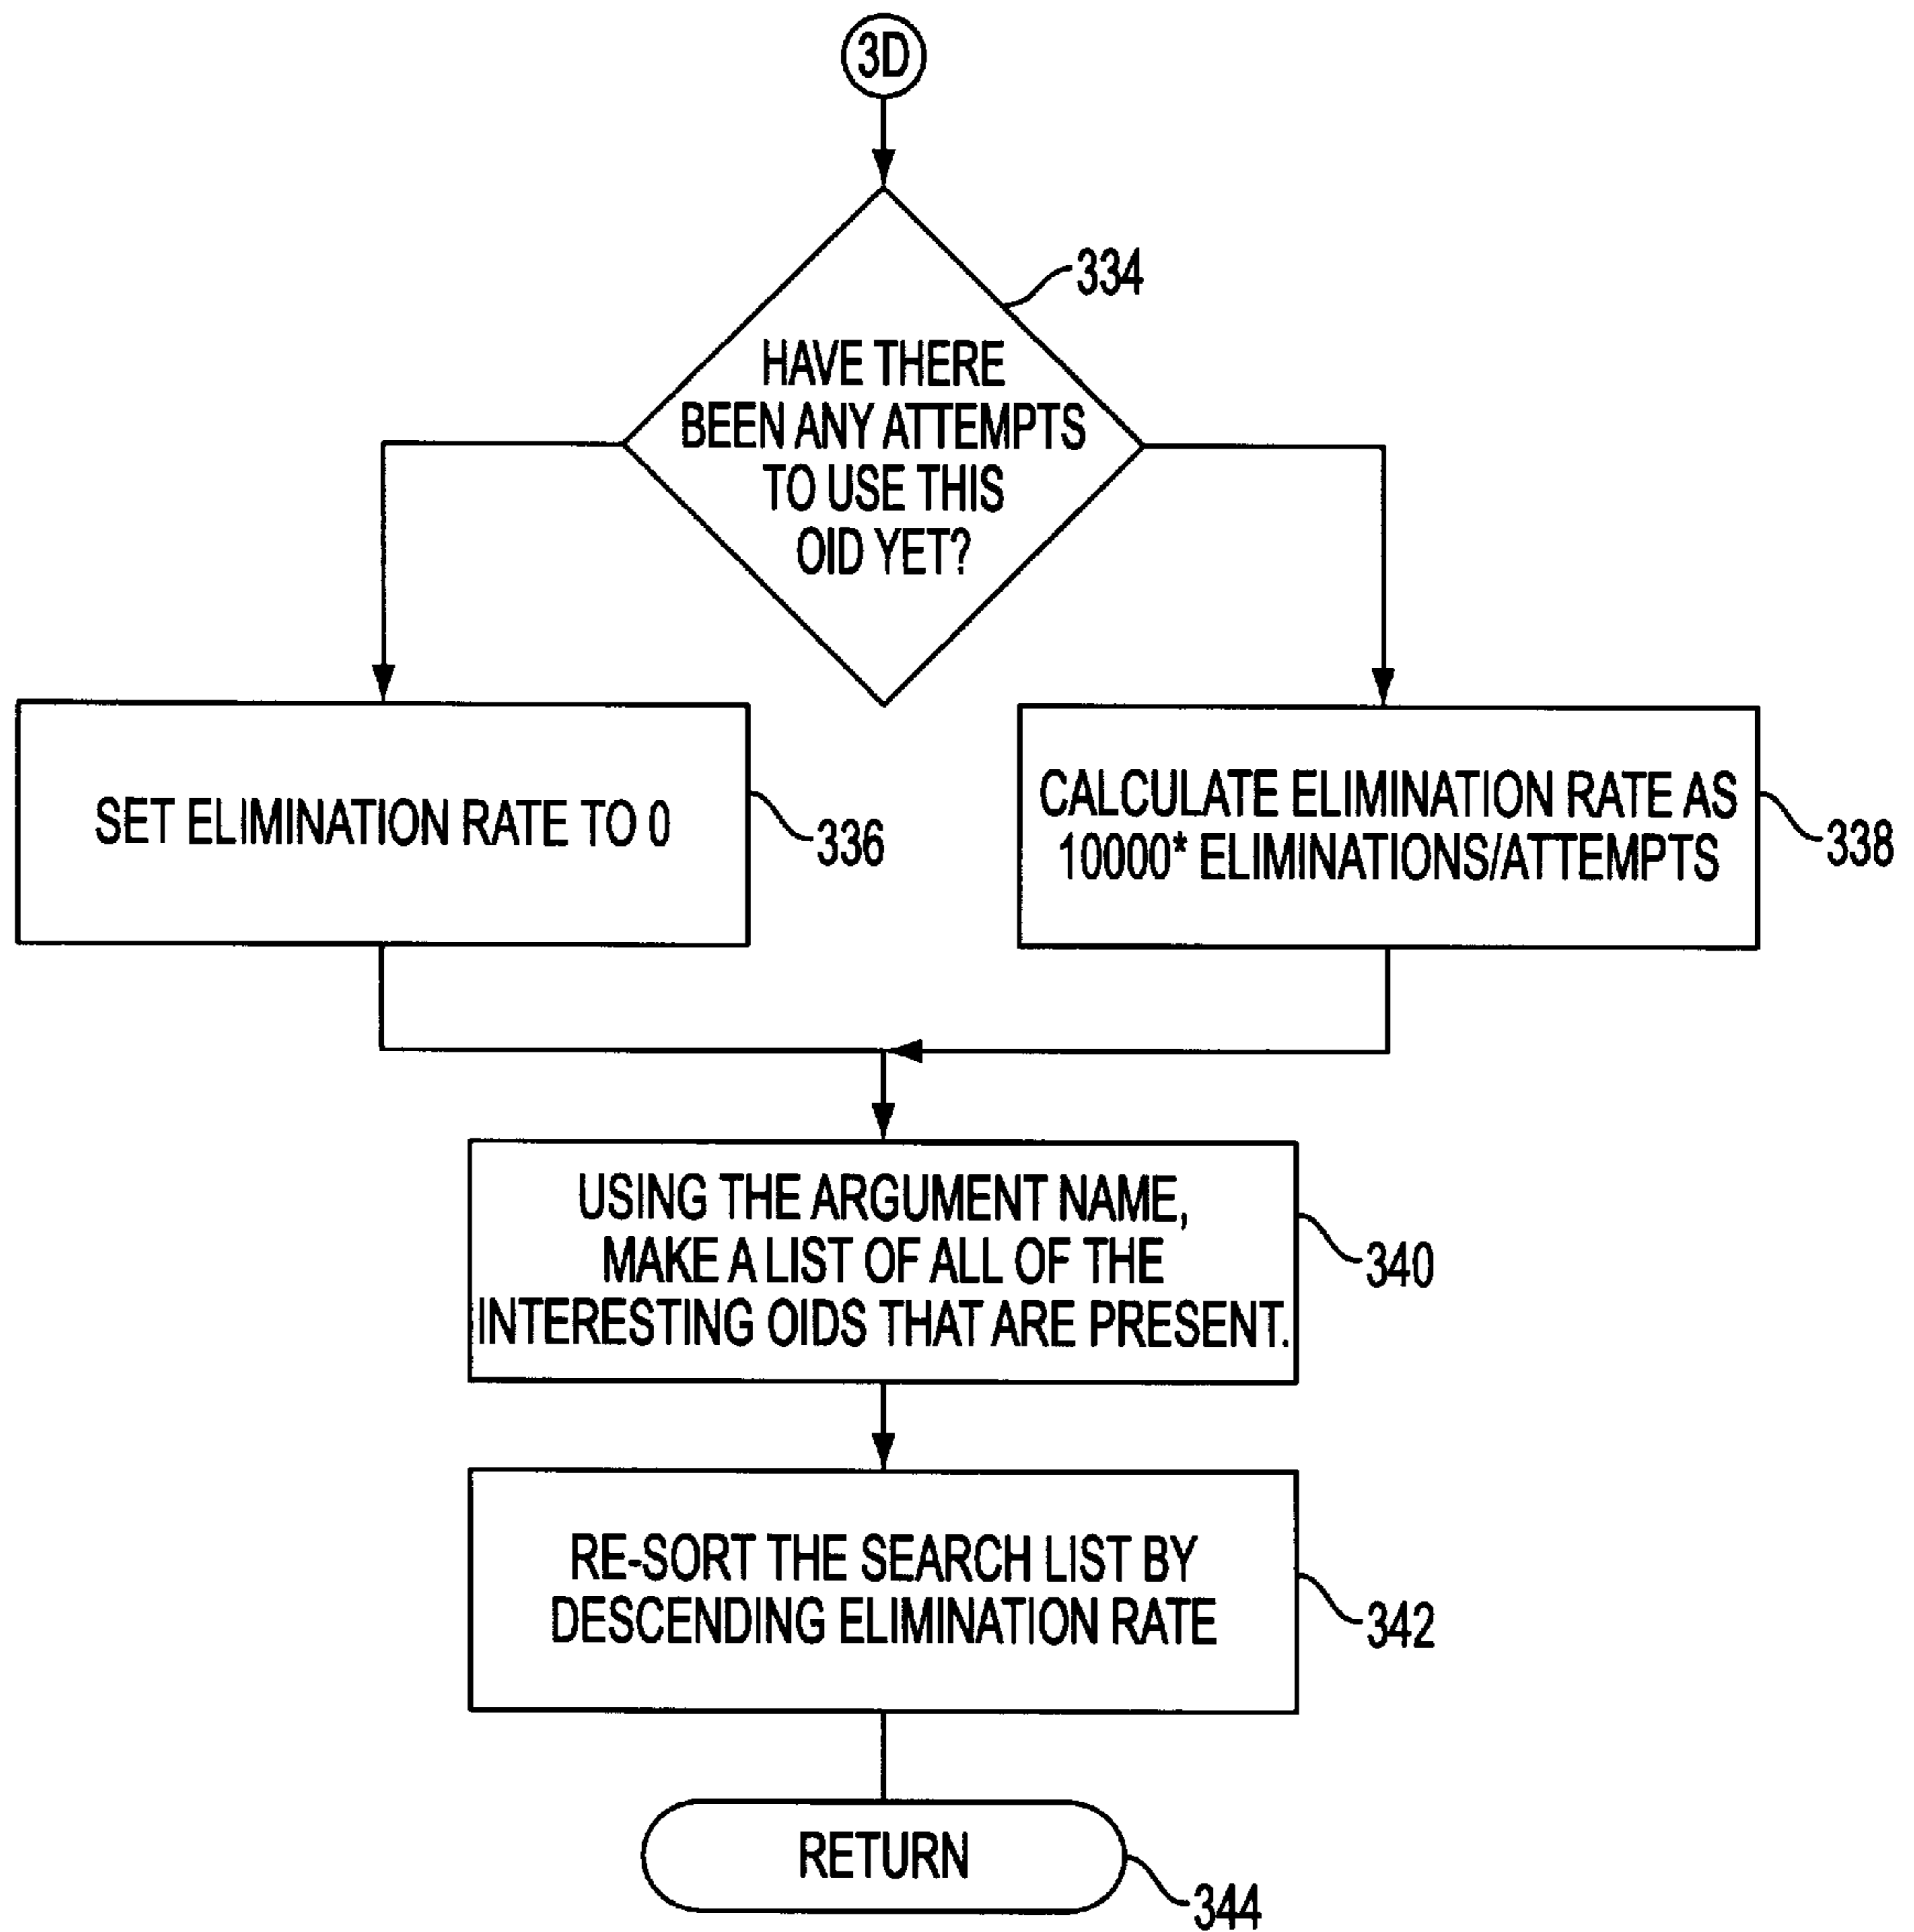 3D
334
HAVE THERE
BEEN ANY ATTEMPTS
TO USE THIS
OID YET?
SET ELIMINATION RATE TO 0
336
CALCULATE ELIMINATION RATE AS
10000* ELIMINATIONS/ATTEMPTS
338
USING THE ARGUMENT NAME,
MAKE A LIST OF ALL OF THE
INTERESTING OIDS THAT ARE PRESENT.
340
RE-SORT THE SEARCH LIST BY
DESCENDING ELIMINATION RATE
342
RETURN
344